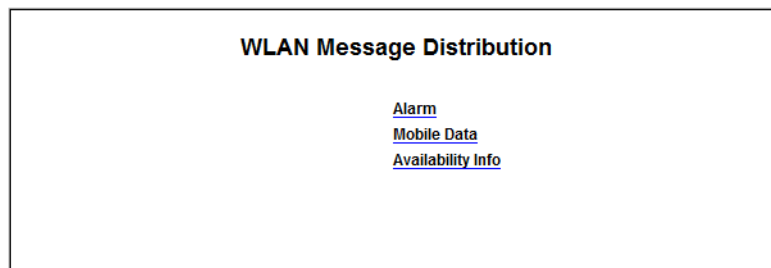 WLAN Message Distribution
Alarm
Mobile Data
Availability Info